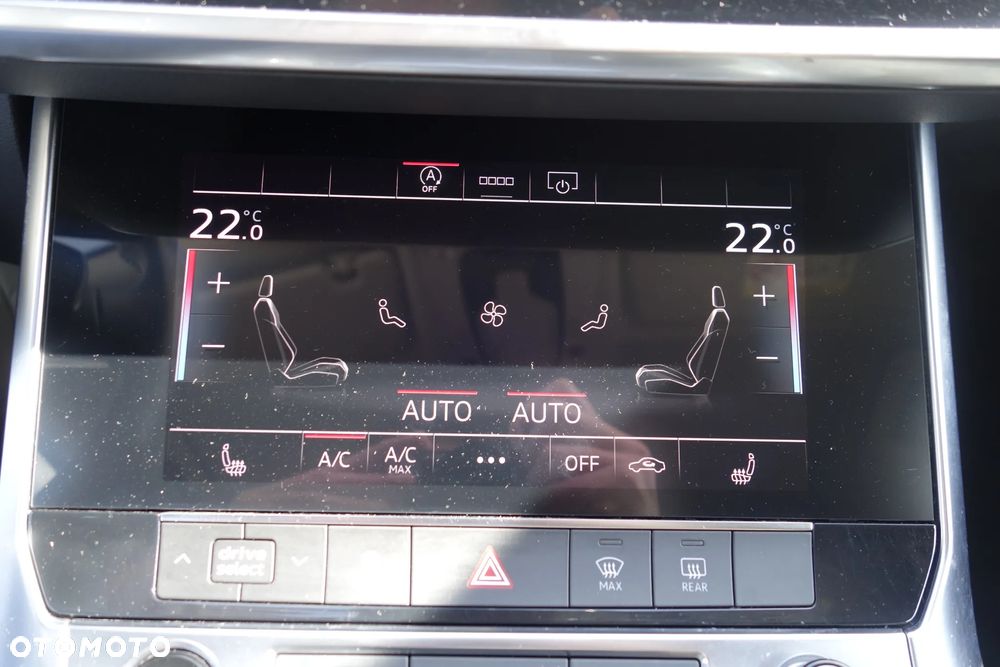 A
OFF
22.0 °C
22.0 °C
+
+
−
−
AUTO AUTO
A/C A/C MAX ••• OFF
drive select
MAX
REAR
OTOMOTO